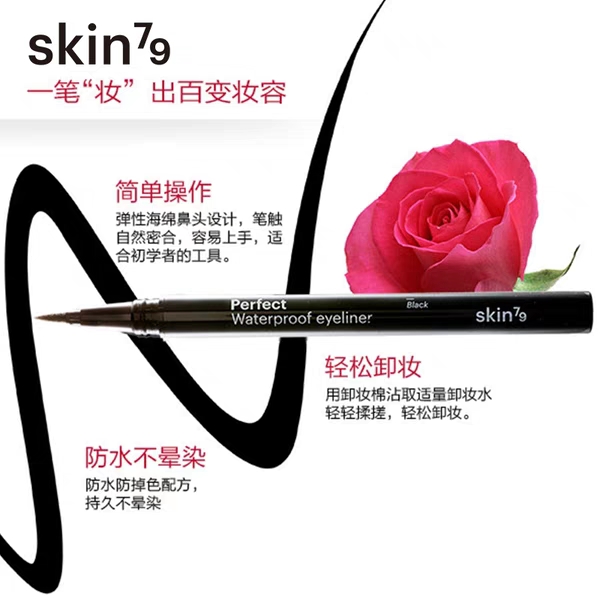 skin79
一笔“妆”出百变妆容
简单操作
弹性海绵鼻头设计，笔触
自然密合，容易上手，适
合初学者的工具。
Perfect
Waterproof eyeliner
Black
skin79
轻松卸妆
用卸妆棉沾取适量卸妆水
轻轻揉搓，轻松卸妆。
防水不晕染
防水防掉色配方，
持久不晕染